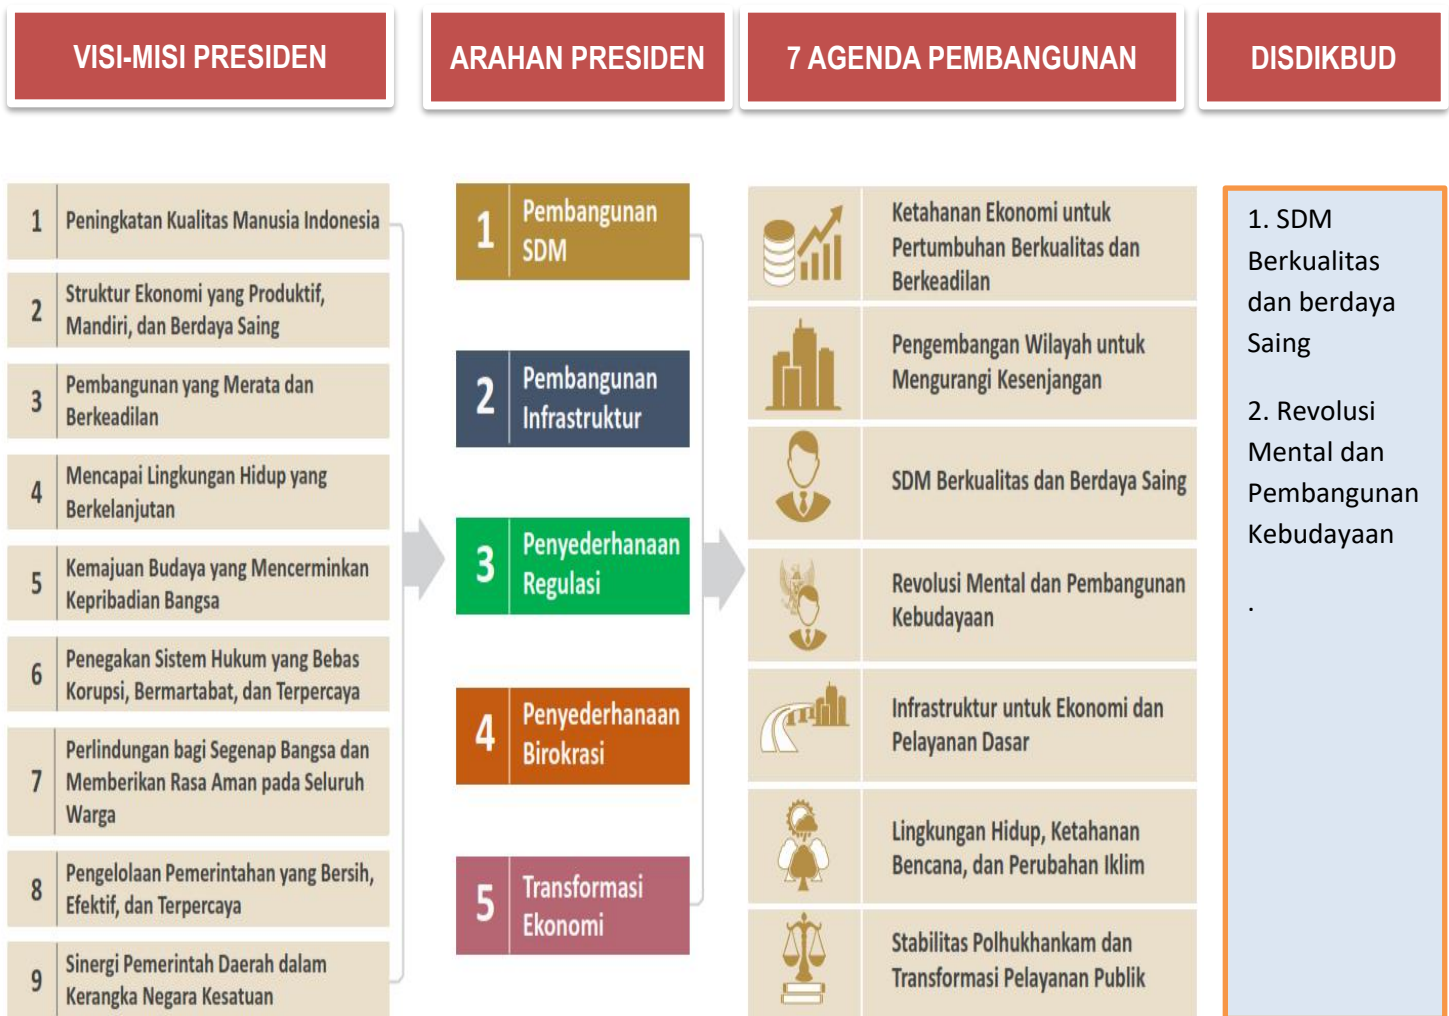 VISI-MISI PRESIDEN
ARAHAN PRESIDEN
7 AGENDA PEMBANGUNAN
DISDIKBUD
1
Peningkatan Kualitas Manusia Indonesia
2
Struktur Ekonomi yang Produktif,
Mandiri, dan Berdaya Saing
3
Pembangunan yang Merata dan
Berkeadilan
4
Mencapai Lingkungan Hidup yang
Berkelanjutan
5
Kemajuan Budaya yang Mencerminkan
Kepribadian Bangsa
6
Penegakan Sistem Hukum yang Bebas
Korupsi, Bermartabat, dan Terpercaya
7
Perlindungan bagi Segenap Bangsa dan
Memberikan Rasa Aman pada Seluruh
Warga
8
Pengelolaan Pemerintahan yang Bersih,
Efektif, dan Terpercaya
9
Sinergi Pemerintah Daerah dalam
Kerangka Negara Kesatuan
1
Pembangunan
SDM
2
Pembangunan
Infrastruktur
3
Penyederhanaan
Regulasi
4
Penyederhanaan
Birokrasi
5
Transformasi
Ekonomi
Ketahanan Ekonomi untuk
Pertumbuhan Berkualitas dan
Berkeadilan
Pengembangan Wilayah untuk
Mengurangi Kesenjangan
SDM Berkualitas dan Berdaya Saing
Revolusi Mental dan Pembangunan
Kebudayaan
Infrastruktur untuk Ekonomi dan
Pelayanan Dasar
Lingkungan Hidup, Ketahanan
Bencana, dan Perubahan Iklim
Stabilitas Polhukhankam dan
Transformasi Pelayanan Publik
1. SDM
Berkualitas
dan berdaya
Saing
2. Revolusi
Mental dan
Pembangunan
Kebudayaan
.